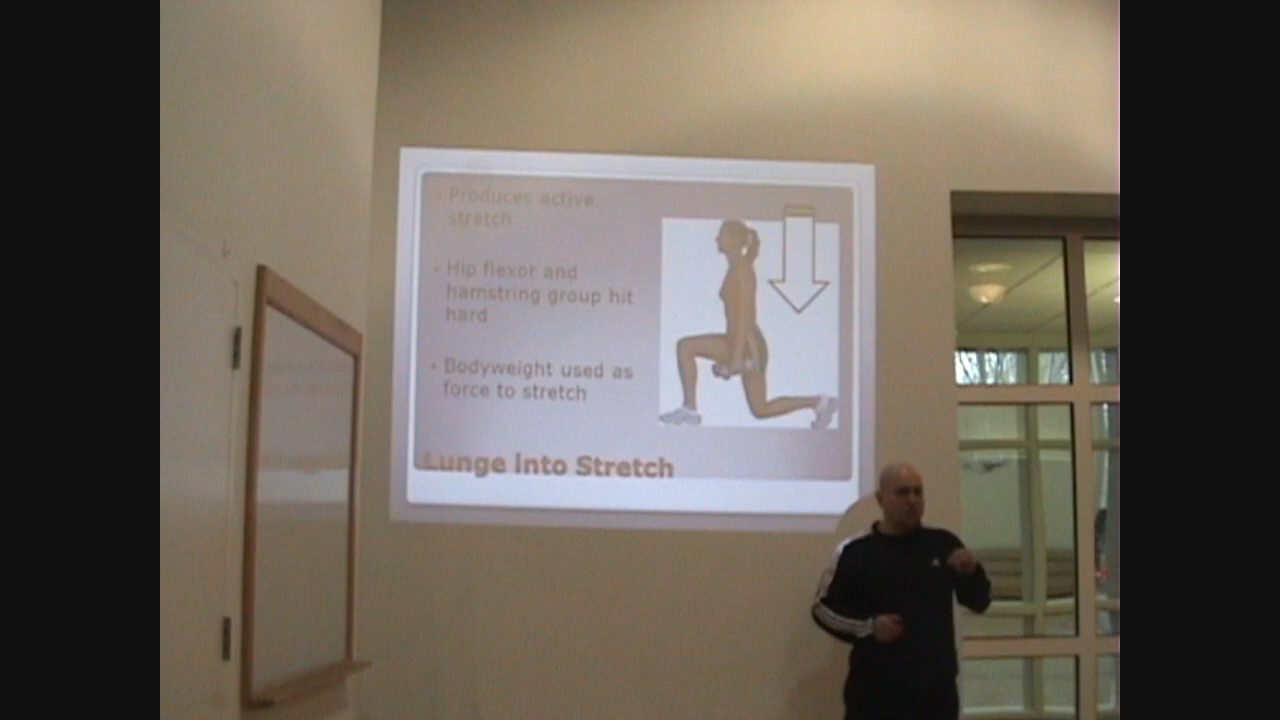 • Produces active
stretch
• Hip flexor and
hamstring group hit
hard
• Bodyweight used as
force to stretch
Lunge into Stretch